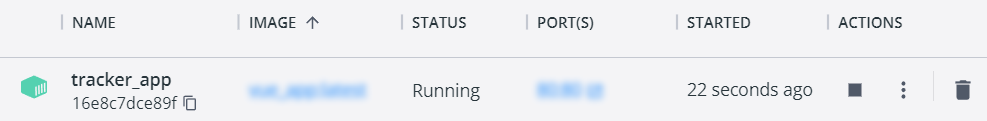 NAME IMAGE STATUS PORT(S) STARTED ACTIONS
tracker_app Running 22 seconds ago
16e8c7dce89f